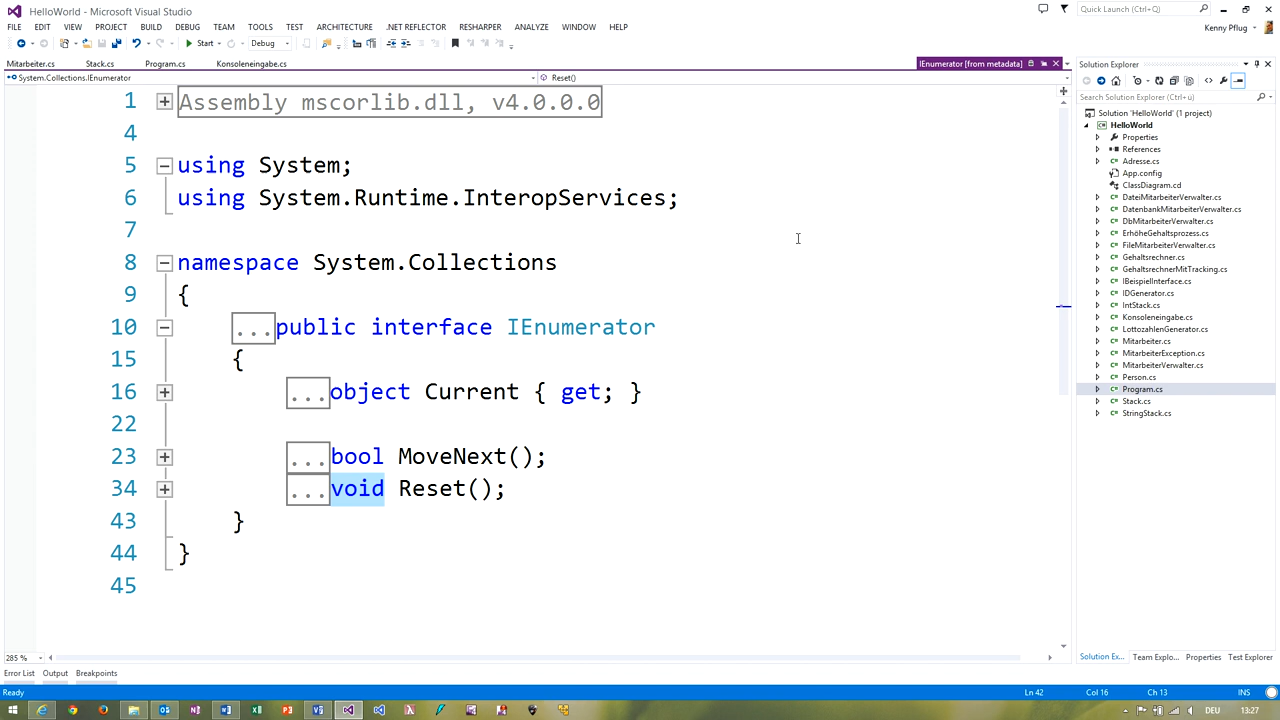 HelloWorld - Microsoft Visual Studio
Quick Launch (Ctrl+Q)
FILE EDIT VIEW PROJECT BUILD DEBUG TEAM TOOLS TEST ARCHITECTURE .NET REFLECTOR RESHARPER ANALYZE WINDOW HELP
Kenny Pflug
Start Debug
Mitarbeiter.cs Stack.cs Program.cs Konsoleneingabe.cs IEnumerator [from metadata]
System.Collections.IEnumerator Reset()
1 Assembly mscorlib.dll, v4.0.0.0
4
5 using System;
6 using System.Runtime.InteropServices;
7
8 namespace System.Collections
9 {
10 ...public interface IEnumerator
15 {
16 ...object Current { get; }
22
23 ...bool MoveNext();
34 ...void Reset();
43 }
44 }
45
285 %
Solution Explorer
Search Solution Explorer (Ctrl+ü)
Solution 'HelloWorld' (1 project)
HelloWorld
Properties
References
Adresse.cs
App.config
ClassDiagram.cd
DateiMitarbeiterVerwalter.cs
DatenbankMitarbeiterVerwalter.cs
DbMitarbeiterVerwalter.cs
ErhöheGehaltsprozess.cs
FileMitarbeiterVerwalter.cs
Gehaltsrechner.cs
GehaltsrechnerMitTracking.cs
IBeispielInterface.cs
IDGenerator.cs
IntStack.cs
Konsoleneingabe.cs
LottozahlenGenerator.cs
Mitarbeiter.cs
MitarbeiterException.cs
MitarbeiterVerwalter.cs
Person.cs
Program.cs
Stack.cs
StringStack.cs
Solution Ex... Team Explo... Properties Test Explorer
Error List Output Breakpoints
Ready Ln 42 Col 16 Ch 13 INS
DEU 13:27